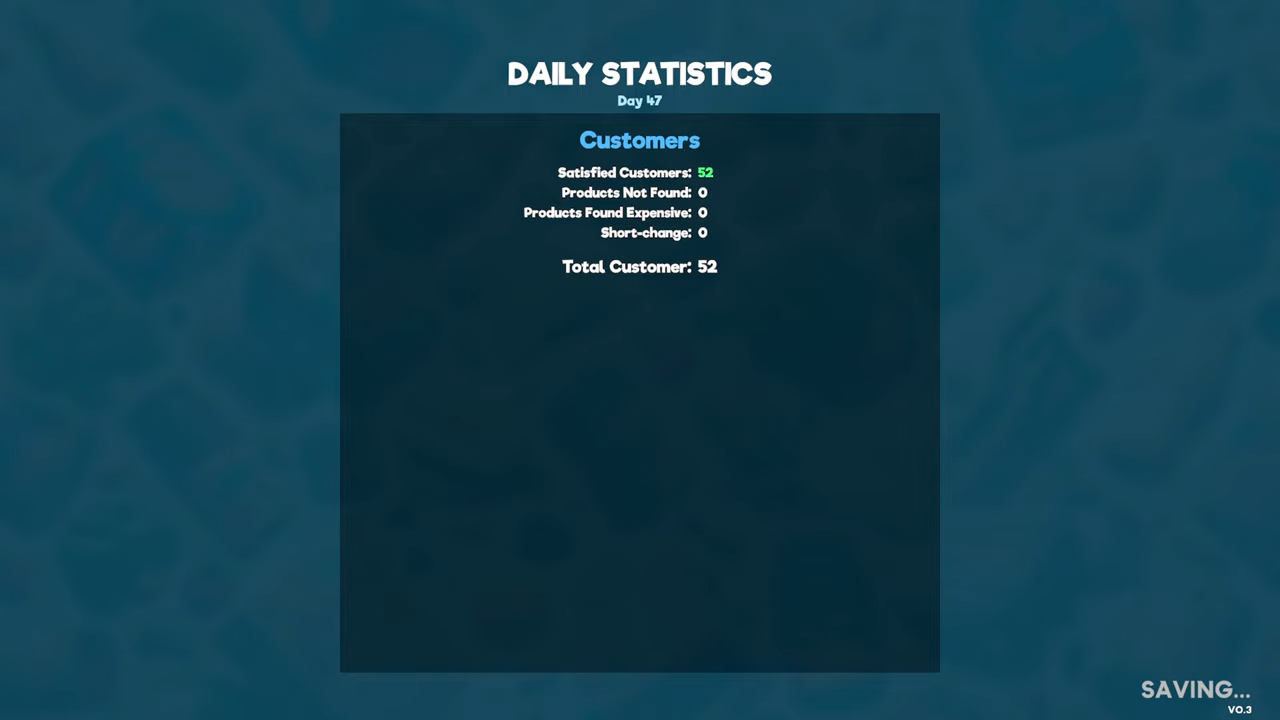 DAILY STATISTICS
Day 47
Customers
Satisfied Customers: 52
Products Not Found: 0
Products Found Expensive: 0
Short-change: 0
Total Customer: 52
SAVING...
V0.3